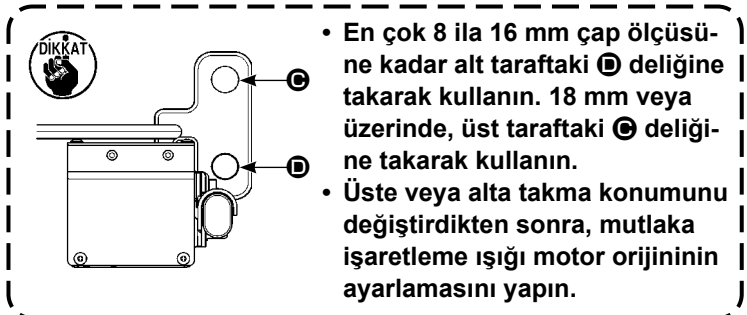 DİKKAT
C
D
• En çok 8 ila 16 mm çap ölçüsü-
ne kadar alt taraftaki D deliğine
takarak kullanın. 18 mm veya
üzerinde, üst taraftaki C deliği-
ne takarak kullanın.
• Üste veya alta takma konumunu
değiştirdikten sonra, mutlaka
işaretleme ışığı motor orijininin
ayarlamasını yapın.